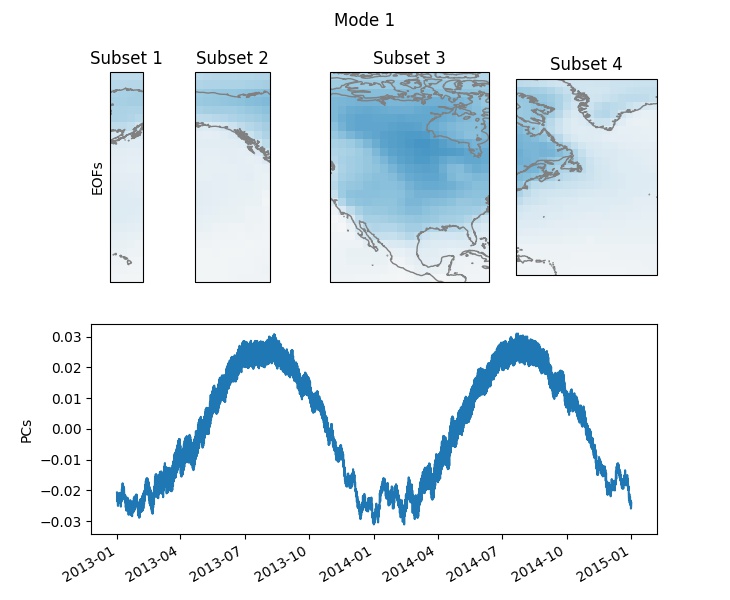 Mode 1
Subset 1
Subset 2
Subset 3
Subset 4
EOFs
PCs
0.03
0.02
0.01
0.00
−0.01
−0.02
−0.03
2013-01
2013-04
2013-07
2013-10
2014-01
2014-04
2014-07
2014-10
2015-01